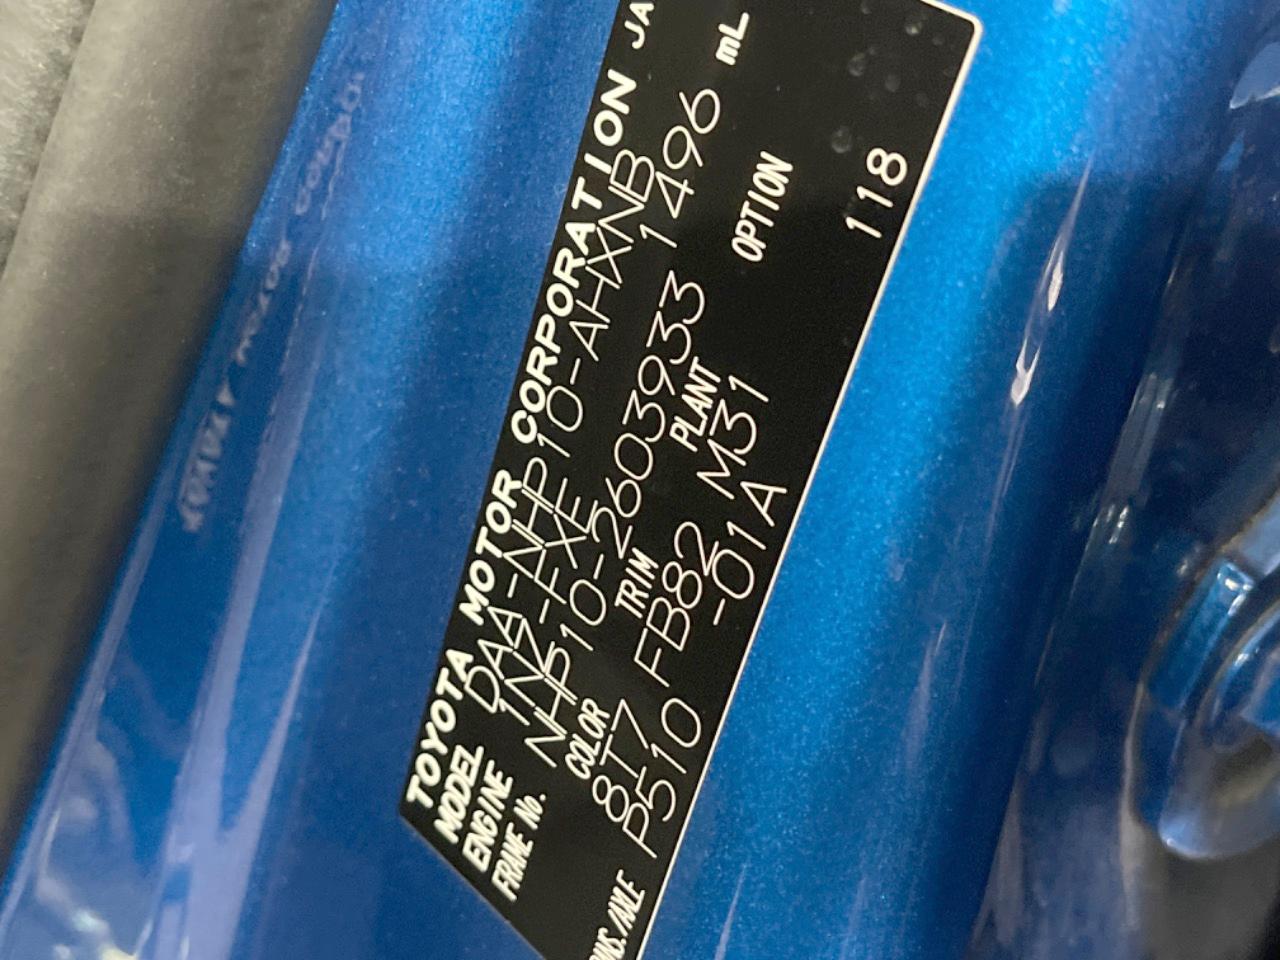 TOYOTA MOTOR CORPORATION JA
MODEL DAA-NHP10-AHXNB
ENGINE 1NZ-FXE 1496 mL
FRAME No. NHP10-2603933
COLOR TRIM PLANT OPTION
8T7 FB82 M31 118
P510 -01A